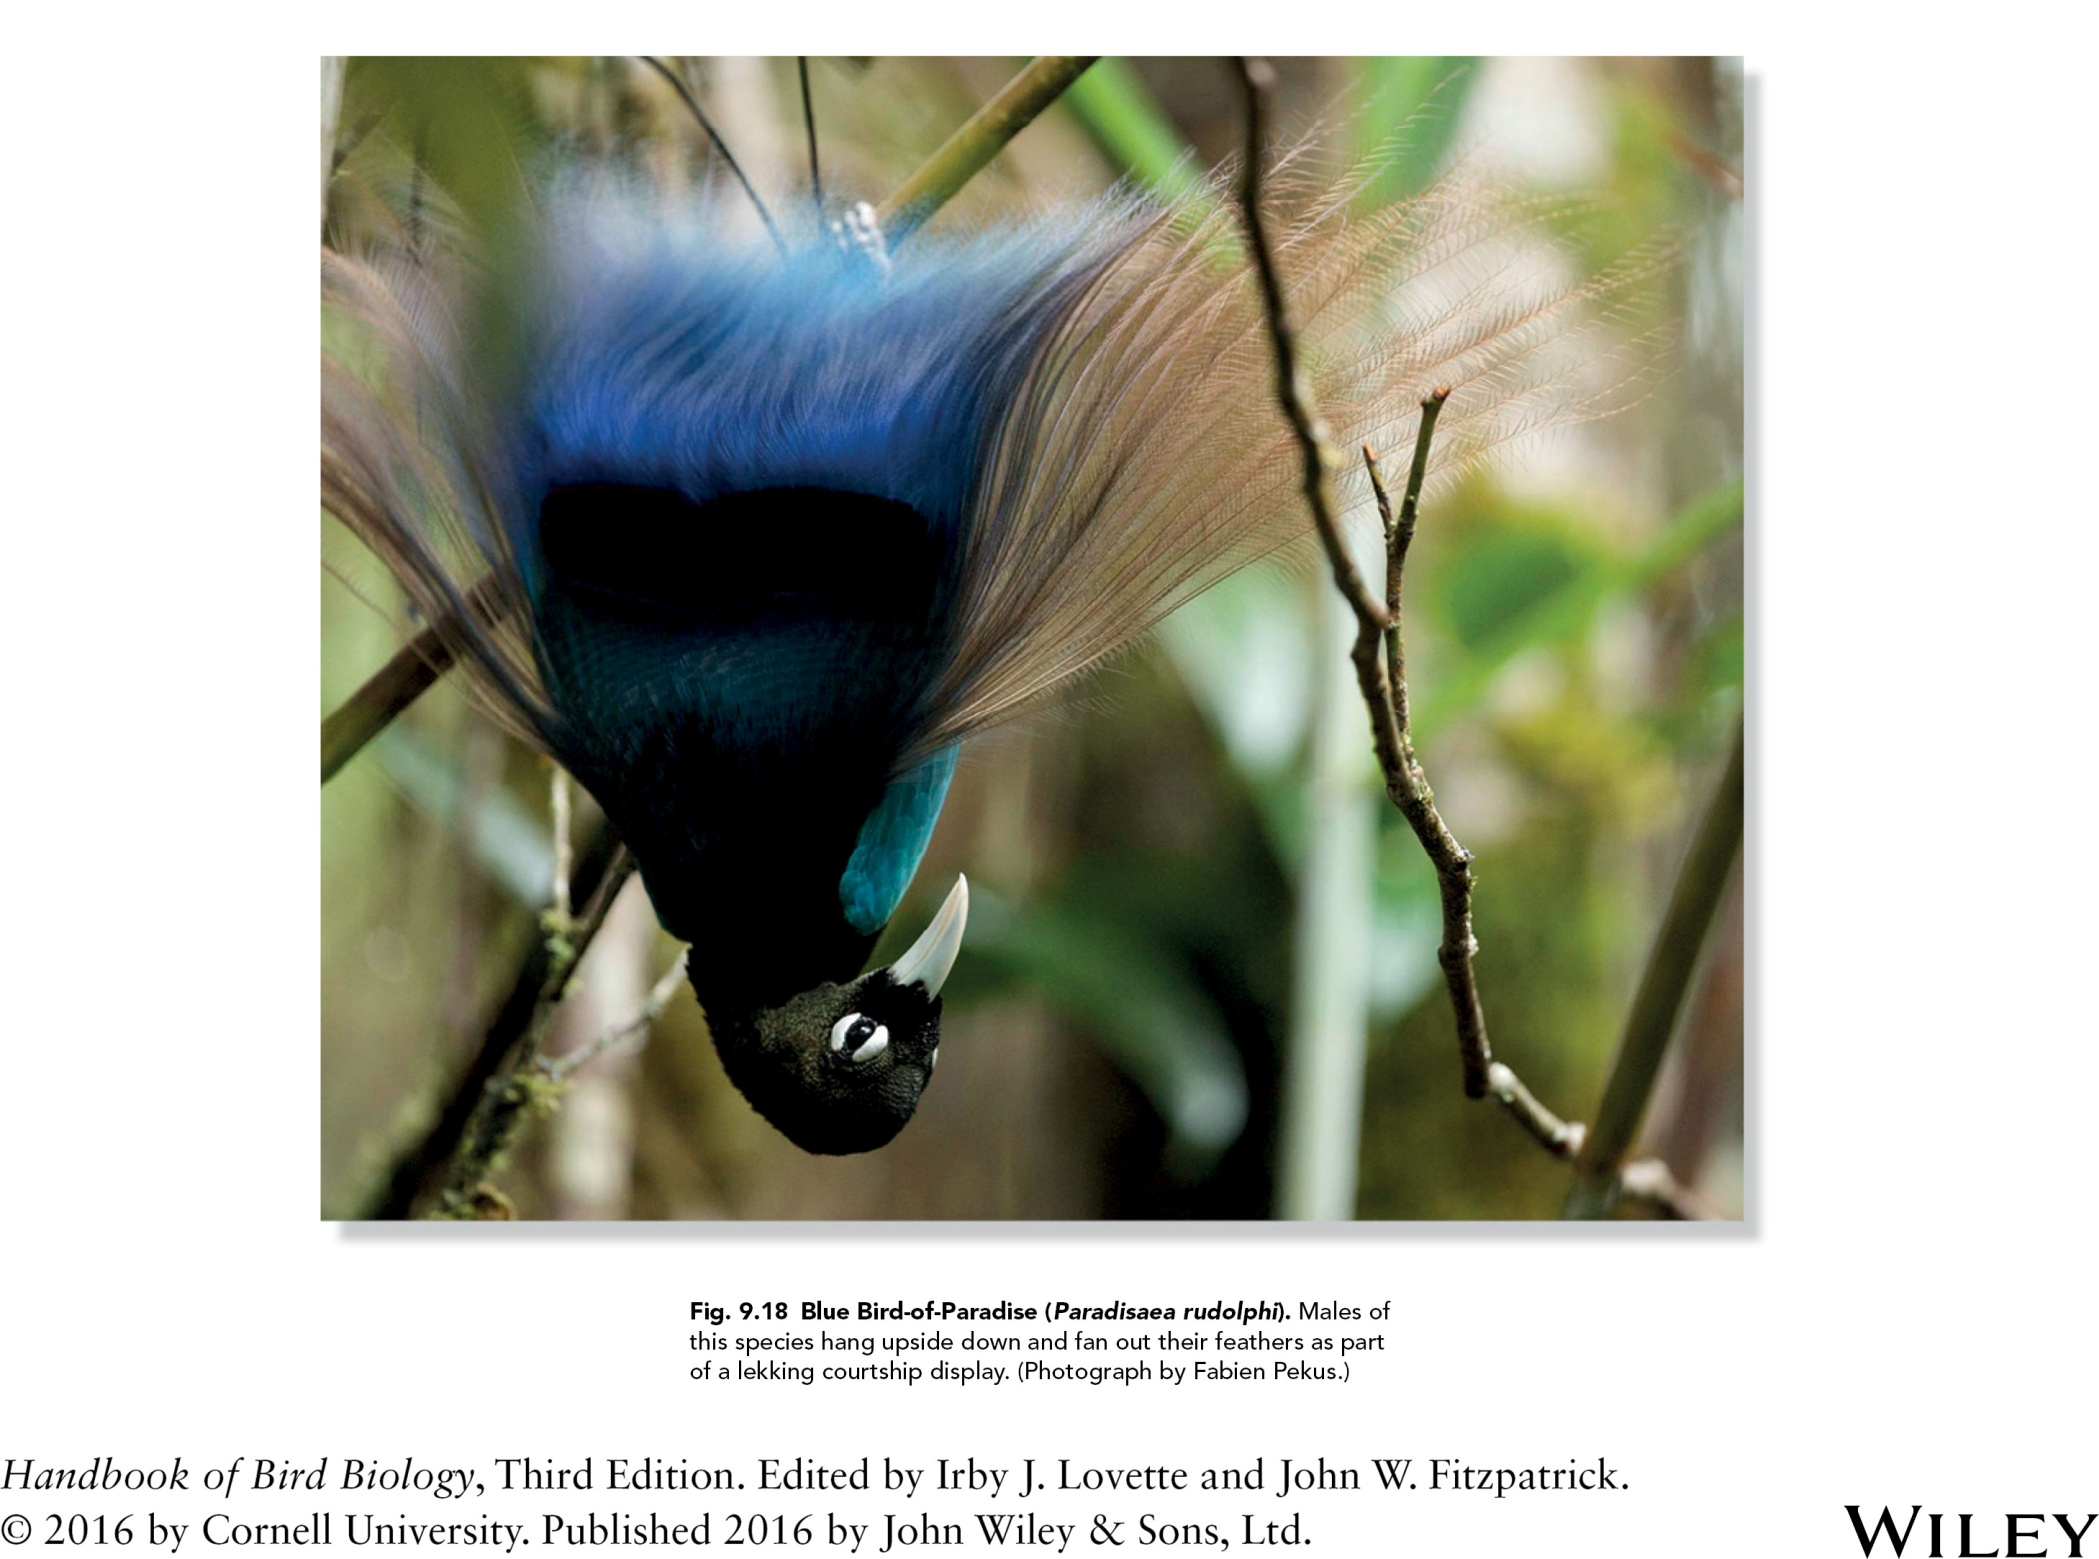 Fig. 9.18 Blue Bird-of-Paradise (Paradisaea rudolphi). Males of
this species hang upside down and fan out their feathers as part
of a lekking courtship display. (Photograph by Fabien Pekus.)
Handbook of Bird Biology, Third Edition. Edited by Irby J. Lovette and John W. Fitzpatrick.
© 2016 by Cornell University. Published 2016 by John Wiley & Sons, Ltd.
WILEY